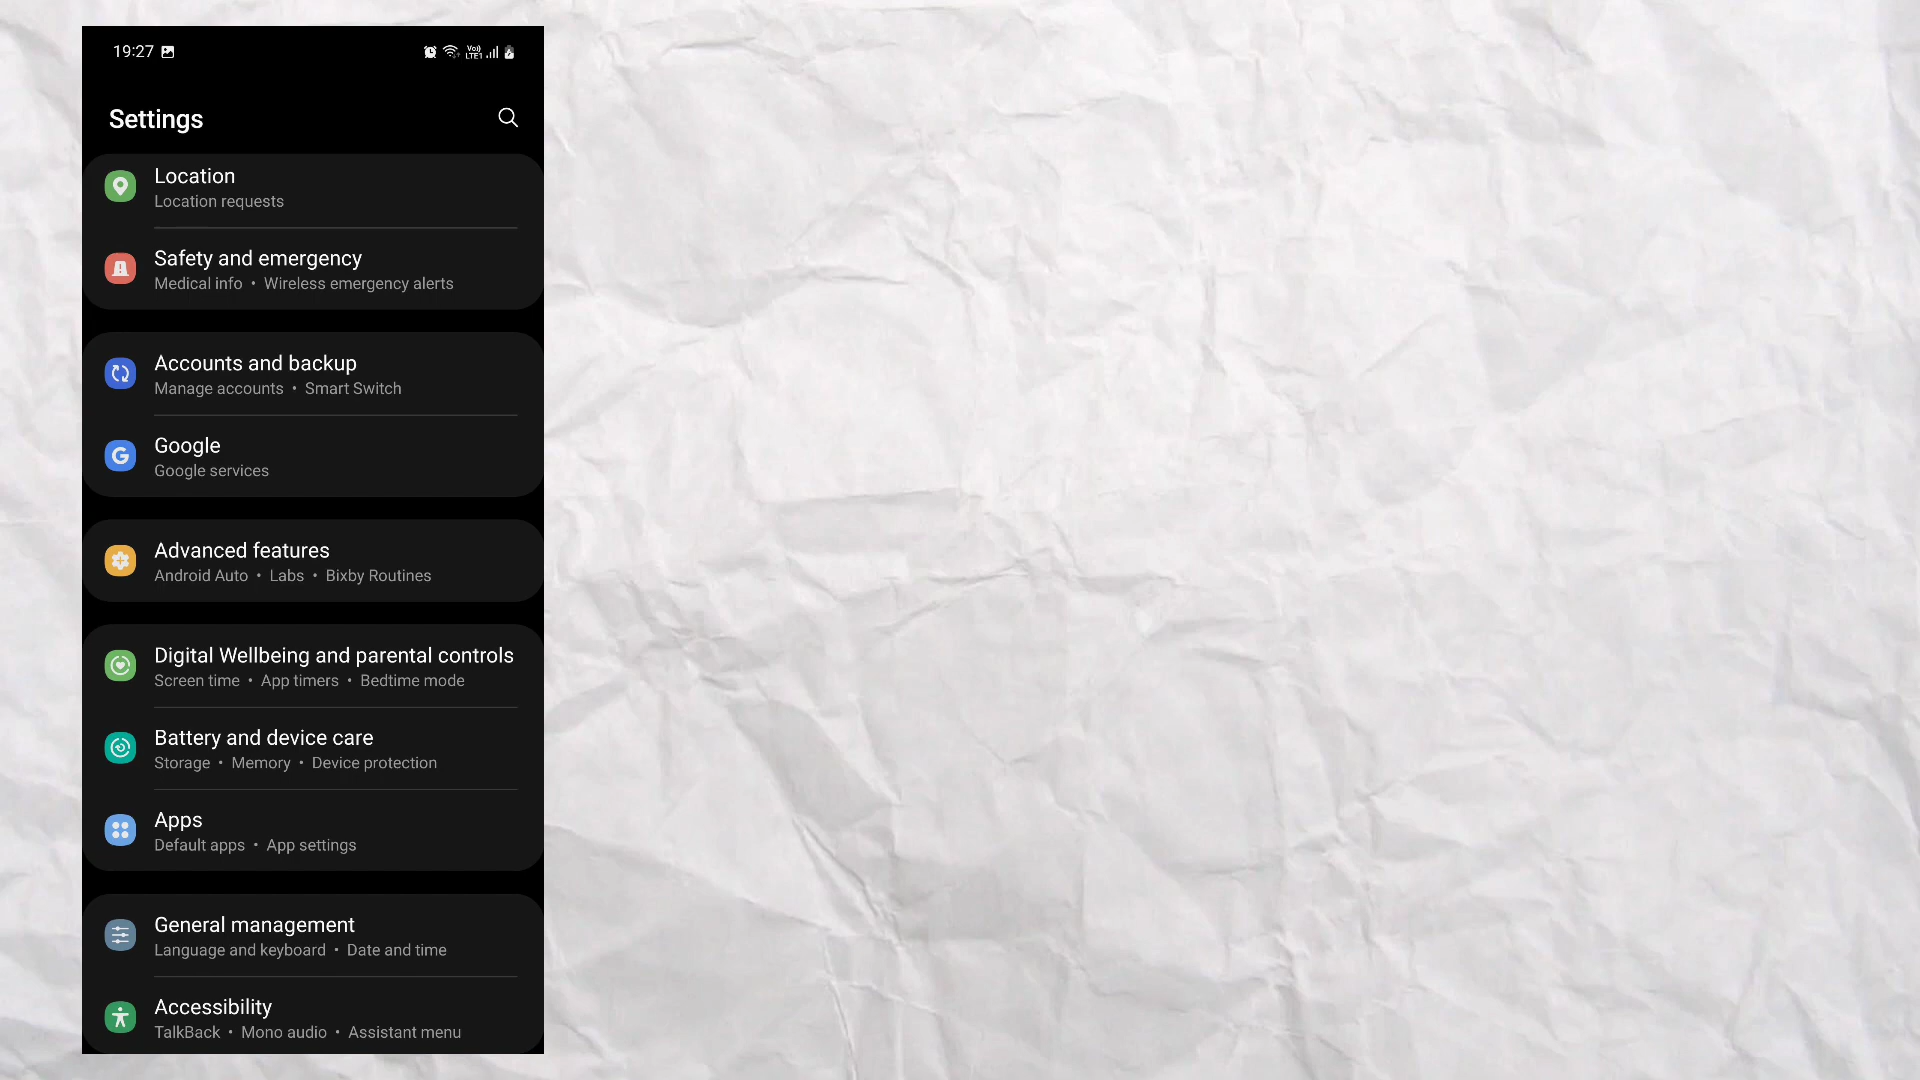 19:27
Vo))
LTE1
Settings
Location
Location requests
Safety and emergency
Medical info • Wireless emergency alerts
Accounts and backup
Manage accounts • Smart Switch
Google
Google services
Advanced features
Android Auto • Labs • Bixby Routines
Digital Wellbeing and parental controls
Screen time • App timers • Bedtime mode
Battery and device care
Storage • Memory • Device protection
Apps
Default apps • App settings
General management
Language and keyboard • Date and time
Accessibility
TalkBack • Mono audio • Assistant menu